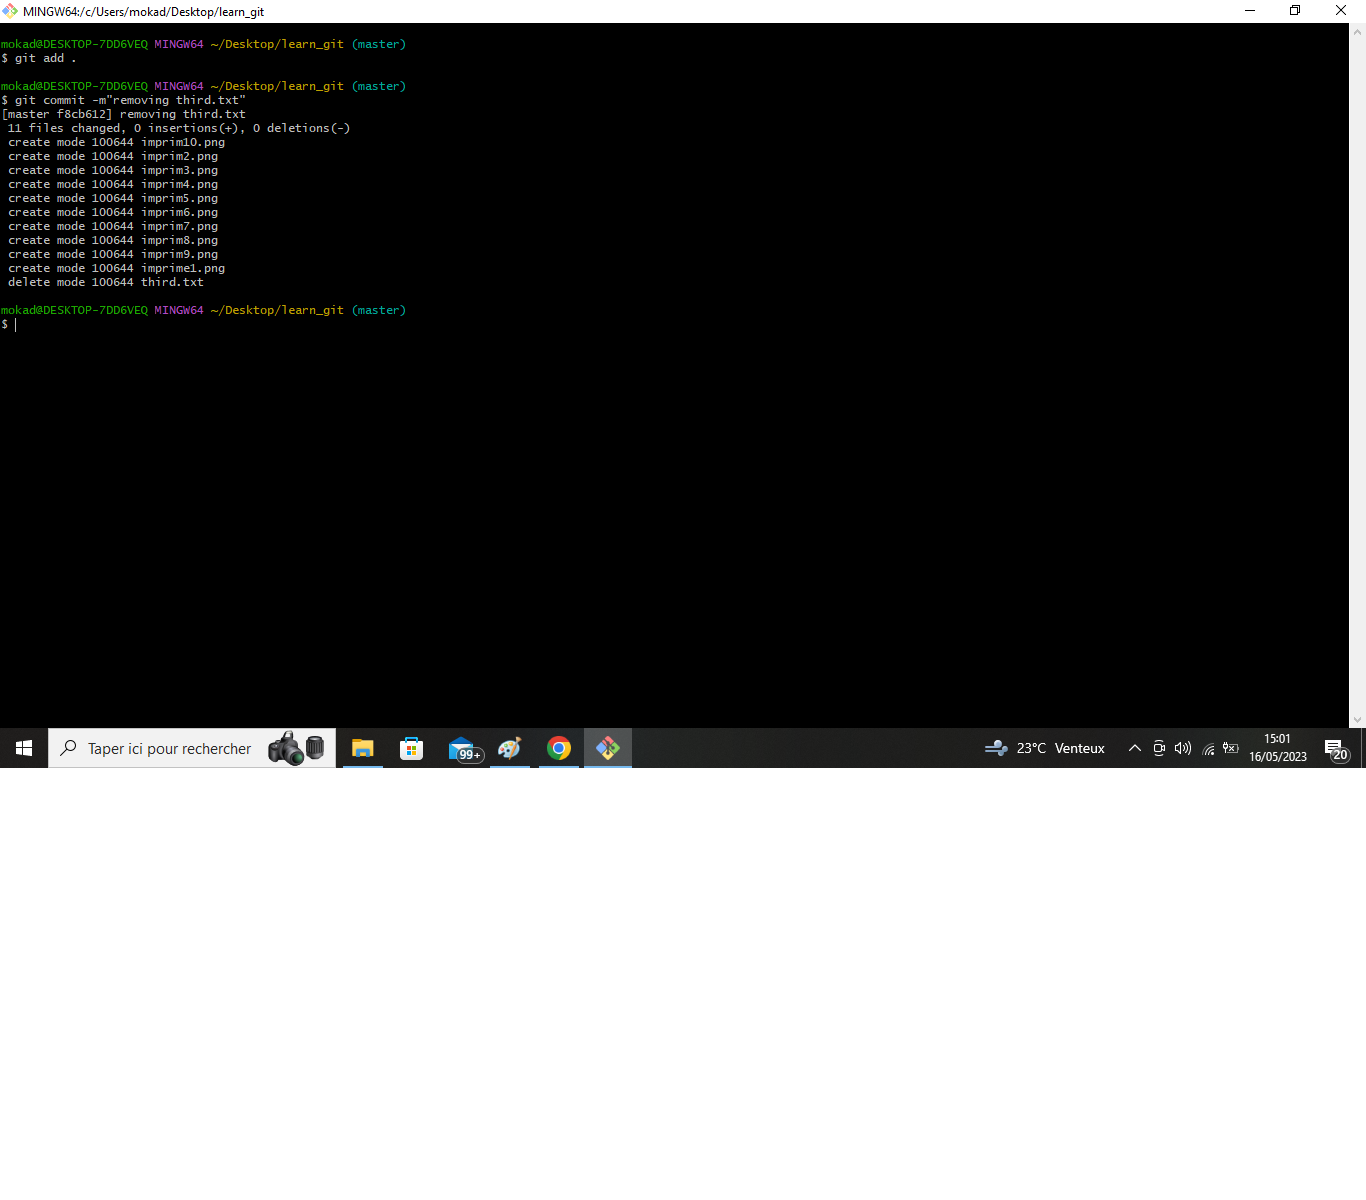 MINGW64:/c/Users/mokad/Desktop/learn_git
mokad@DESKTOP-7DD6VEQ MINGW64 ~/Desktop/learn_git (master)
$ git add .
mokad@DESKTOP-7DD6VEQ MINGW64 ~/Desktop/learn_git (master)
$ git commit -m"removing third.txt"
[master f8cb612] removing third.txt
11 files changed, 0 insertions(+), 0 deletions(-)
create mode 100644 imprim10.png
create mode 100644 imprim2.png
create mode 100644 imprim3.png
create mode 100644 imprim4.png
create mode 100644 imprim5.png
create mode 100644 imprim6.png
create mode 100644 imprim7.png
create mode 100644 imprim8.png
create mode 100644 imprim9.png
create mode 100644 imprime1.png
delete mode 100644 third.txt
mokad@DESKTOP-7DD6VEQ MINGW64 ~/Desktop/learn_git (master)
$
Taper ici pour rechercher
99+
23°C Venteux
15:01
16/05/2023
20